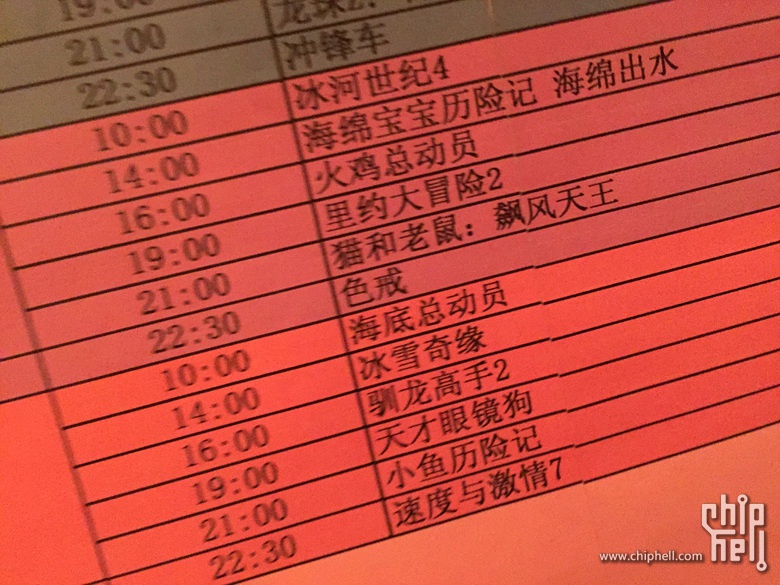 19:00
21:00 龙珠Z:
22:30 冲锋车
10:00 冰河世纪4
14:00 海绵宝宝历险记 海绵出水
16:00 火鸡总动员
19:00 里约大冒险2
21:00 猫和老鼠：飙风天王
22:30 色戒
10:00 海底总动员
14:00 冰雪奇缘
16:00 驯龙高手2
19:00 天才眼镜狗
21:00 小鱼历险记
22:30 速度与激情7
chip
hell
www.chiphell.com